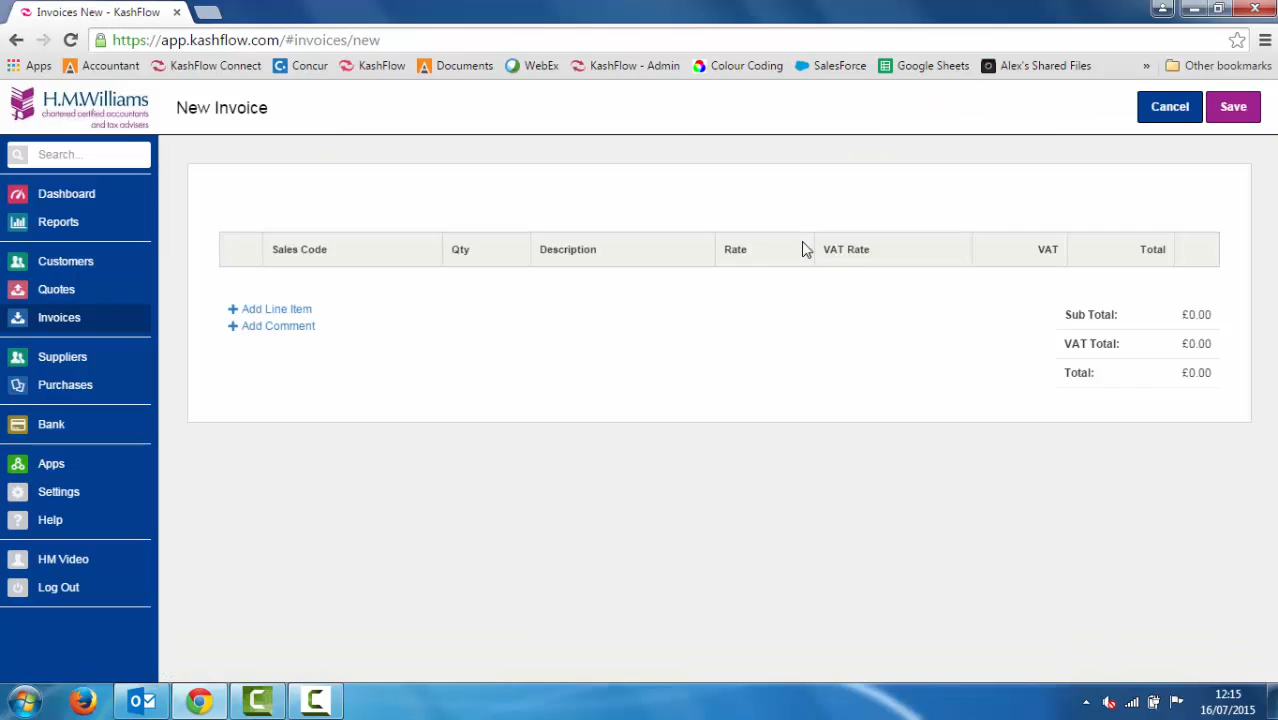 Invoices New - KashFlow
https://app.kashflow.com/#invoices/new
Apps Accountant KashFlow Connect Concur KashFlow Documents WebEx KashFlow - Admin Colour Coding SalesForce Google Sheets Alex's Shared Files » Other bookmarks
H.M.Williams
chartered certified accountants
and tax advisers
New Invoice
Cancel
Save
Search...
Dashboard
Reports
Customers
Quotes
Invoices
Suppliers
Purchases
Bank
Apps
Settings
Help
HM Video
Log Out
Sales Code Qty Description Rate VAT Rate VAT Total
+ Add Line Item
+ Add Comment
Sub Total: £0.00
VAT Total: £0.00
Total: £0.00
12:15
16/07/2015